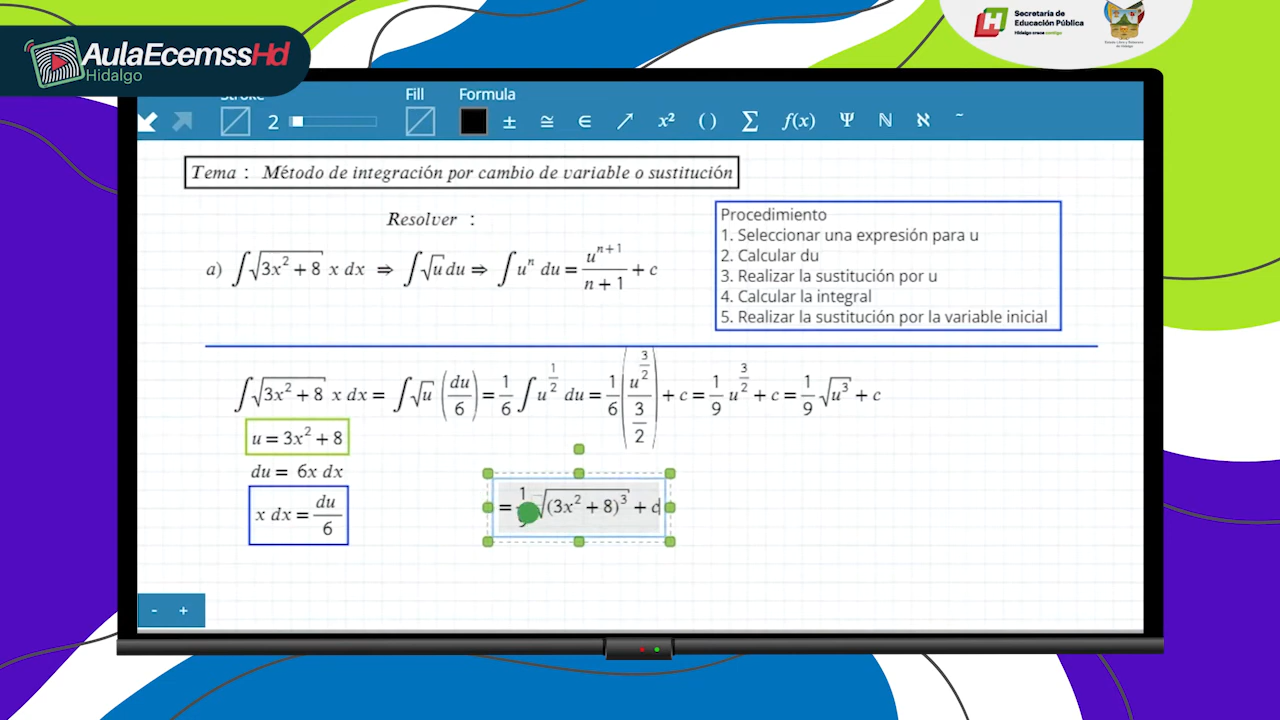 AulaEcemssHd
Hidalgo
Secretaría de
Educación Pública
Hidalgo crece contigo
Stroke
Fill
Formula
2
± ≅ ∈ ↗ x² ( ) ∑ f(x) Ψ ℕ ℵ ~
Tema : Método de integración por cambio de variable o sustitución
Resolver :
a) ∫√(3x² + 8) x dx ⇒ ∫√u du ⇒ ∫uⁿ du = uⁿ⁺¹/(n + 1) + c
Procedimiento
1. Seleccionar una expresión para u
2. Calcular du
3. Realizar la sustitución por u
4. Calcular la integral
5. Realizar la sustitución por la variable inicial
∫√(3x² + 8) x dx = ∫√u (du/6) = 1/6 ∫u^(1/2) du = 1/6 (u^(3/2)/(3/2)) + c = 1/9 u^(3/2) + c = 1/9 √(u³) + c
u = 3x² + 8
du = 6x dx
x dx = du/6
= 1/9 √((3x² + 8)³) + c
- +